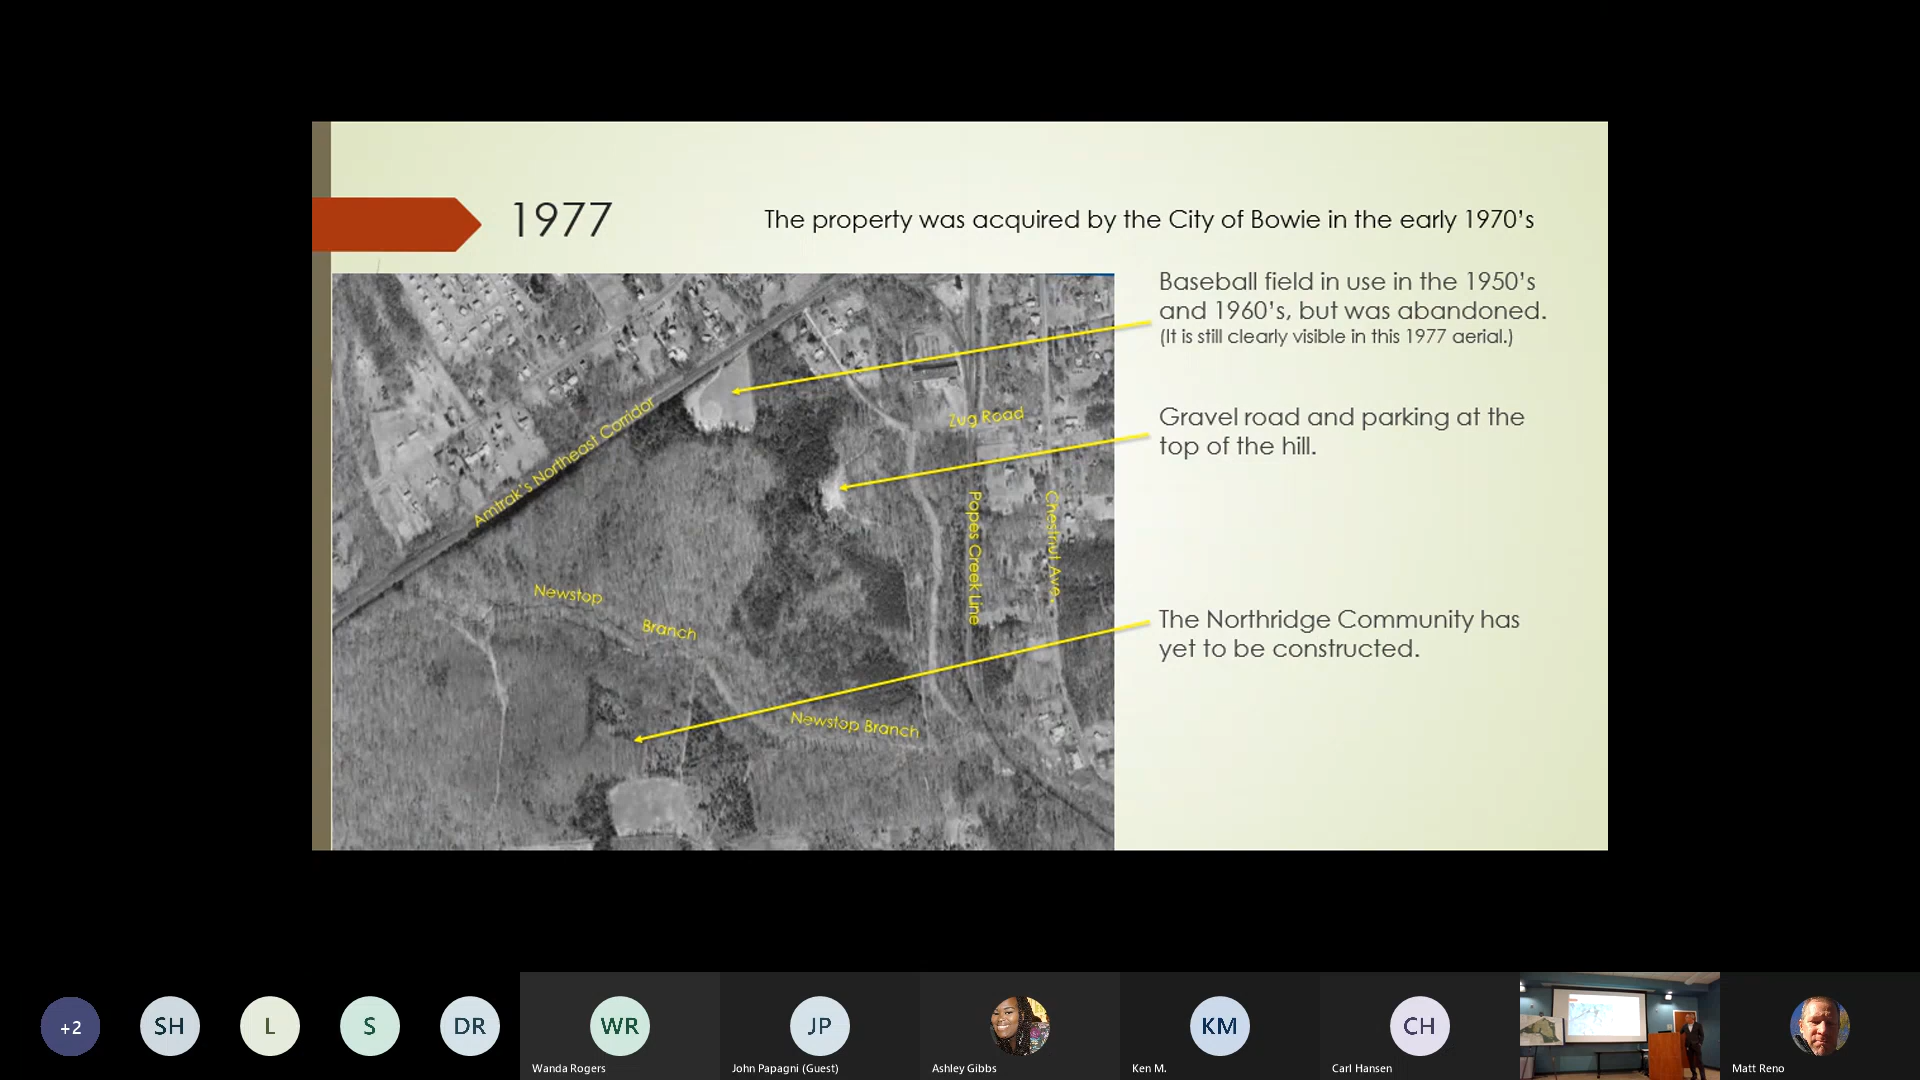 1977
The property was acquired by the City of Bowie in the early 1970's
Baseball field in use in the 1950's
and 1960's, but was abandoned.
(It is still clearly visible in this 1977 aerial.)
Gravel road and parking at the
top of the hill.
The Northridge Community has
yet to be constructed.
Amtrak's Northeast Corridor
Zug Road
Popes Creek Line
Chestnut Ave.
Newstop
Branch
Newstop Branch
+2
SH
L
S
DR
WR
JP
KM
CH
Wanda Rogers
John Papagni (Guest)
Ashley Gibbs
Ken M.
Carl Hansen
Matt Reno